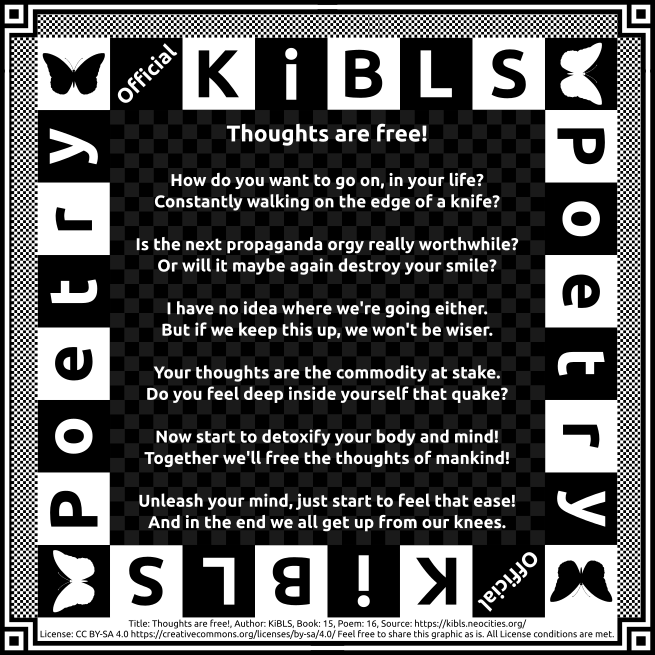 Official KiBLS
Poetry
Poetry
Thoughts are free!
How do you want to go on, in your life?
Constantly walking on the edge of a knife?
Is the next propaganda orgy really worthwhile?
Or will it maybe again destroy your smile?
I have no idea where we're going either.
But if we keep this up, we won't be wiser.
Your thoughts are the commodity at stake.
Do you feel deep inside yourself that quake?
Now start to detoxify your body and mind!
Together we'll free the thoughts of mankind!
Unleash your mind, just start to feel that ease!
And in the end we all get up from our knees.
Official KiBLS
Title: Thoughts are free!, Author: KiBLS, Book: 15, Poem: 16, Source: https://kibls.neocities.org/
License: CC BY-SA 4.0 https://creativecommons.org/licenses/by-sa/4.0/ Feel free to share this graphic as is. All License conditions are met.